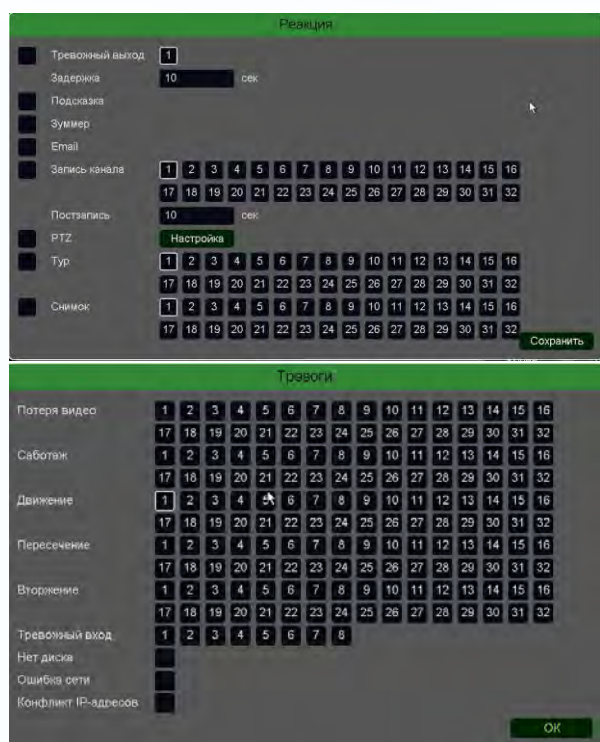 Реакция
Тревожный выход 1
Задержка 10 сек
Подсказка
Зуммер
Email
Запись канала 1 2 3 4 5 6 7 8 9 10 11 12 13 14 15 16
17 18 19 20 21 22 23 24 25 26 27 28 29 30 31 32
Постзапись 10 сек
PTZ Настройка
Тур 1 2 3 4 5 6 7 8 9 10 11 12 13 14 15 16
17 18 19 20 21 22 23 24 25 26 27 28 29 30 31 32
Снимок 1 2 3 4 5 6 7 8 9 10 11 12 13 14 15 16
17 18 19 20 21 22 23 24 25 26 27 28 29 30 31 32
Сохранить
Тревоги
Потеря видео 1 2 3 4 5 6 7 8 9 10 11 12 13 14 15 16
17 18 19 20 21 22 23 24 25 26 27 28 29 30 31 32
Саботаж 1 2 3 4 5 6 7 8 9 10 11 12 13 14 15 16
17 18 19 20 21 22 23 24 25 26 27 28 29 30 31 32
Движение 1 2 3 4 5 6 7 8 9 10 11 12 13 14 15 16
17 18 19 20 21 22 23 24 25 26 27 28 29 30 31 32
Пересечение 1 2 3 4 5 6 7 8 9 10 11 12 13 14 15 16
17 18 19 20 21 22 23 24 25 26 27 28 29 30 31 32
Вторжение 1 2 3 4 5 6 7 8 9 10 11 12 13 14 15 16
17 18 19 20 21 22 23 24 25 26 27 28 29 30 31 32
Тревожный вход 1 2 3 4 5 6 7 8
Нет диска
Ошибка сети
Конфликт IP-адресов
ОК